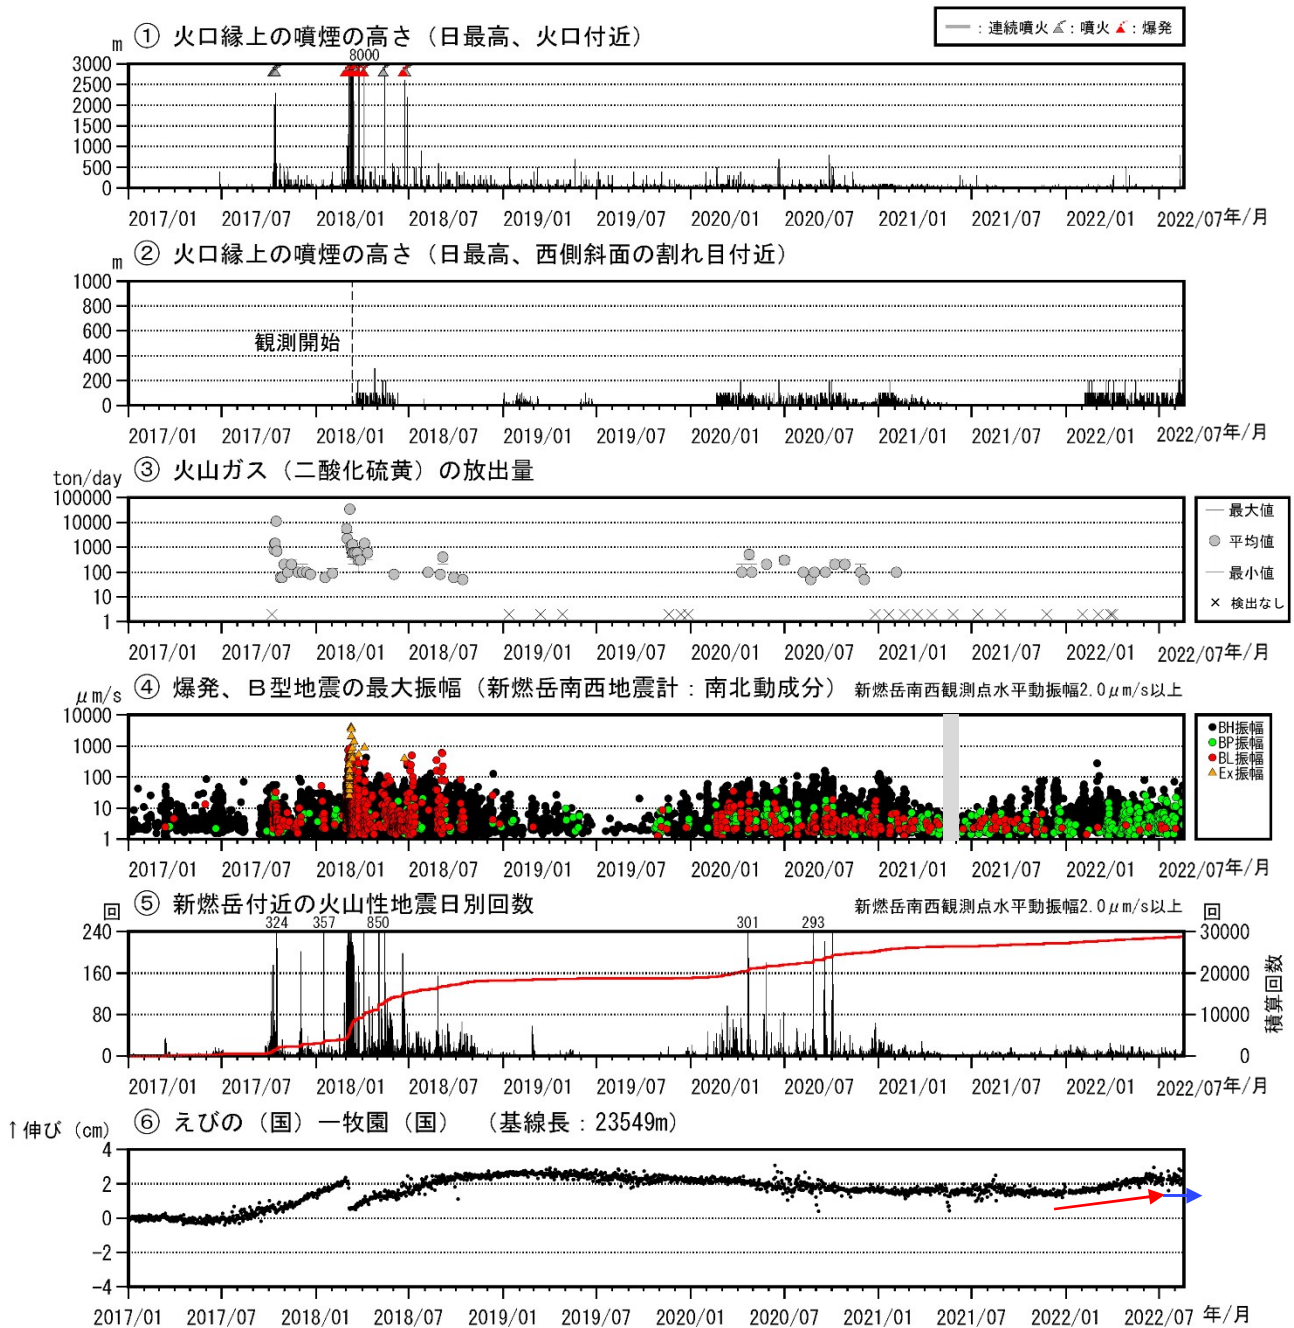 ① 火口縁上の噴煙の高さ（日最高、火口付近）
―：連続噴火 ：噴火 ：爆発
m
8000
3000
2500
2000
1500
1000
500
0
2017/01 2017/07 2018/01 2018/07 2019/01 2019/07 2020/01 2020/07 2021/01 2021/07 2022/01 2022/07 年/月
② 火口縁上の噴煙の高さ（日最高、西側斜面の割れ目付近）
m
1000
800
600
400
200
0
観測開始
2017/01 2017/07 2018/01 2018/07 2019/01 2019/07 2020/01 2020/07 2021/01 2021/07 2022/01 2022/07 年/月
③ 火山ガス（二酸化硫黄）の放出量
ton/day
100000
10000
1000
100
10
1
最大値
平均値
最小値
× 検出なし
2017/01 2017/07 2018/01 2018/07 2019/01 2019/07 2020/01 2020/07 2021/01 2021/07 2022/01 2022/07 年/月
④ 爆発、Ｂ型地震の最大振幅（新燃岳南西地震計：南北動成分） 新燃岳南西観測点水平動振幅2.0μm/s以上
μm/s
10000
1000
100
10
1
BH振幅
BP振幅
BL振幅
Ex振幅
2017/01 2017/07 2018/01 2018/07 2019/01 2019/07 2020/01 2020/07 2021/01 2021/07 2022/01 2022/07 年/月
⑤ 新燃岳付近の火山性地震日別回数 新燃岳南西観測点水平動振幅2.0μm/s以上
回 回
324 357 850 301 293
240
160
80
0
30000
20000
10000
0
積算回数
2017/01 2017/07 2018/01 2018/07 2019/01 2019/07 2020/01 2020/07 2021/01 2021/07 2022/01 2022/07 年/月
⑥ えびの（国）－牧園（国） （基線長：23549m）
↑伸び（cm）
4
2
0
-2
-4
2017/01 2017/07 2018/01 2018/07 2019/01 2019/07 2020/01 2020/07 2021/01 2021/07 2022/01 2022/07 年/月